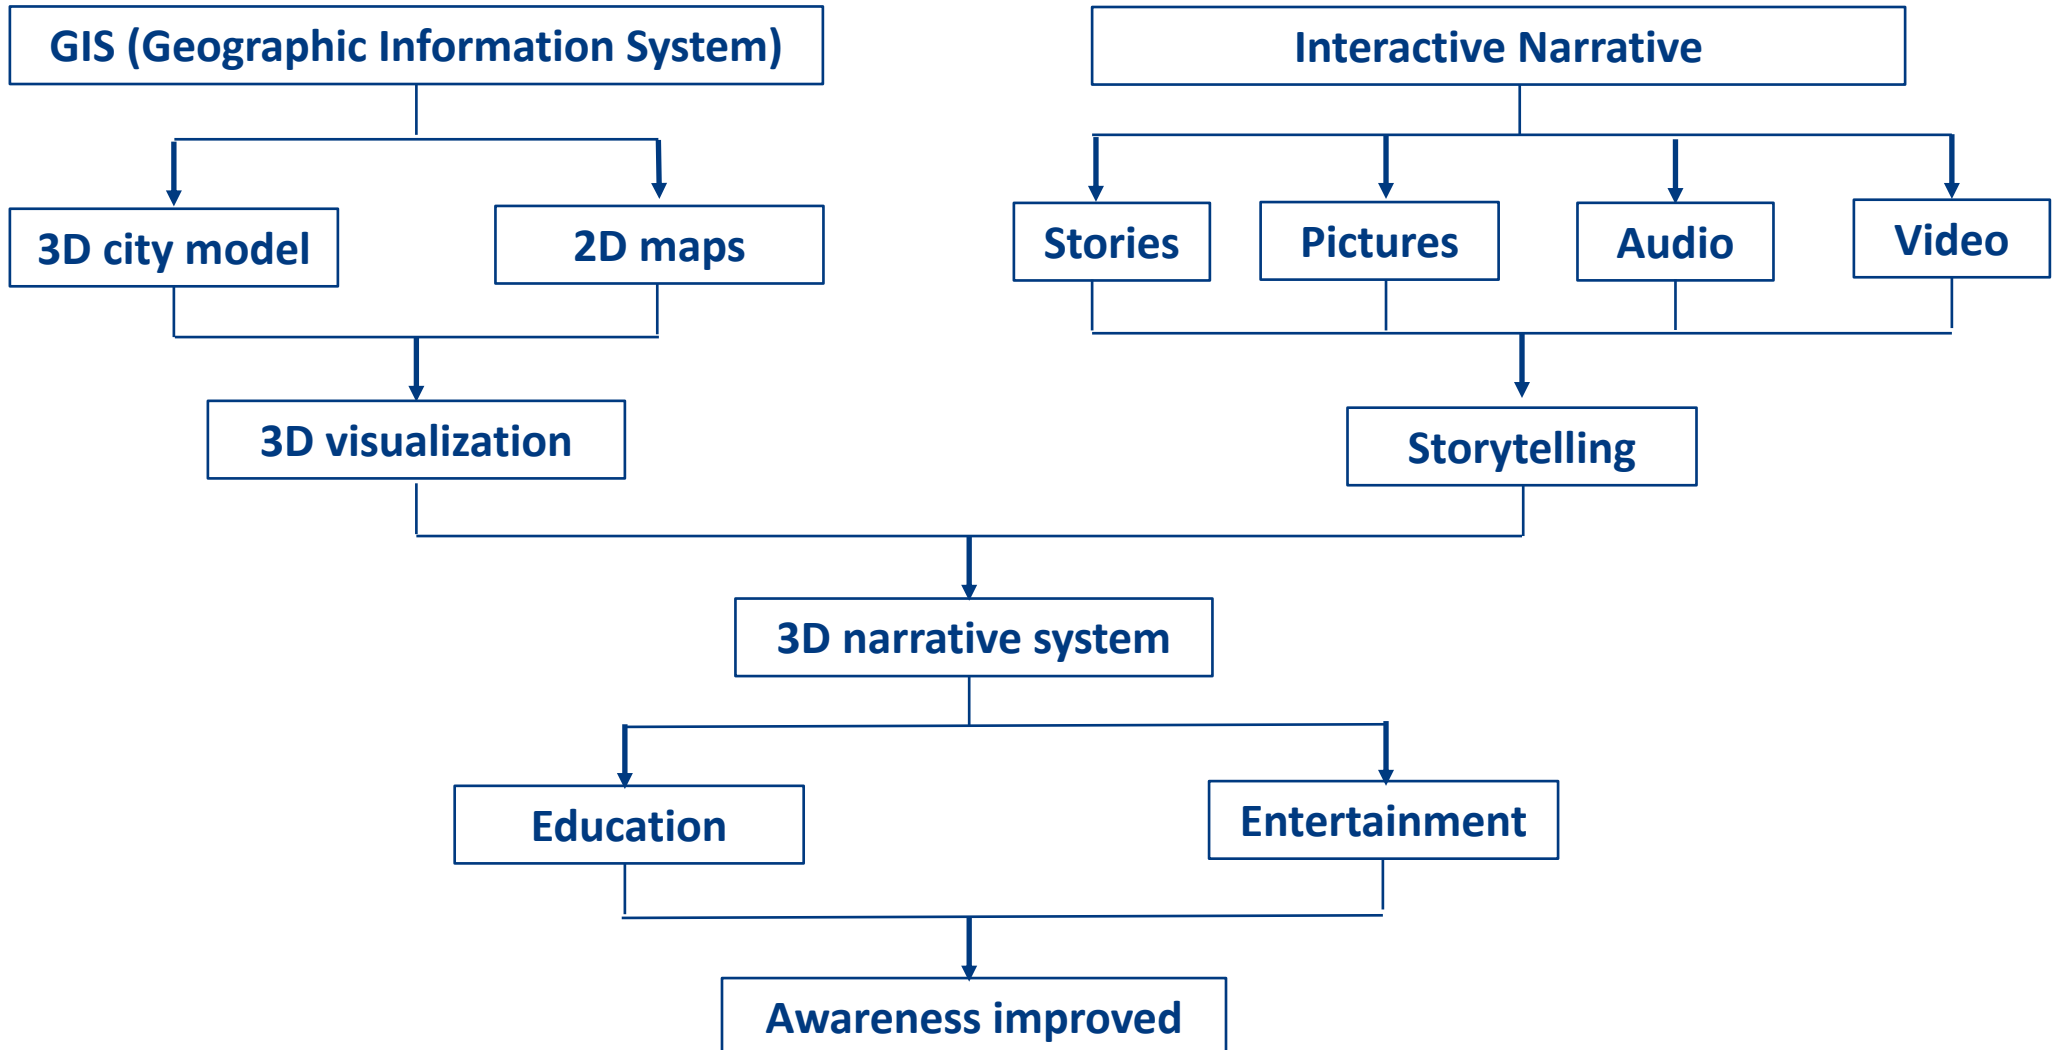 GIS (Geographic Information System)
Interactive Narrative
3D city model
2D maps
Stories
Pictures
Audio
Video
3D visualization
Storytelling
3D narrative system
Education
Entertainment
Awareness improved